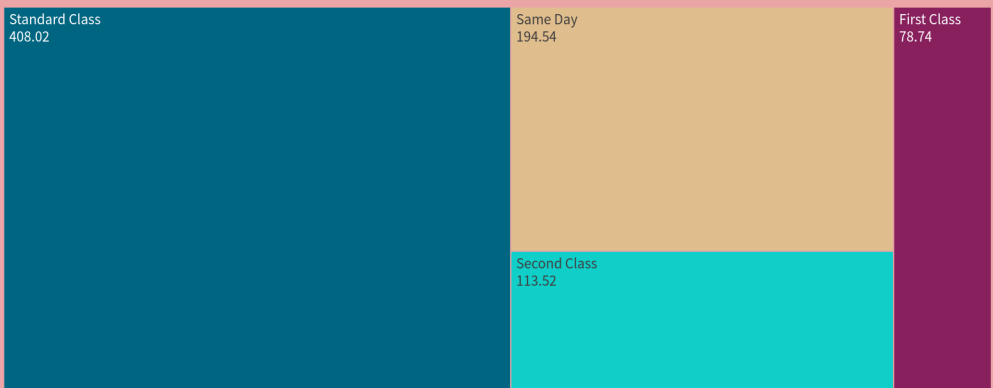 Standard Class
408.02
Same Day
194.54
First Class
78.74
Second Class
113.52